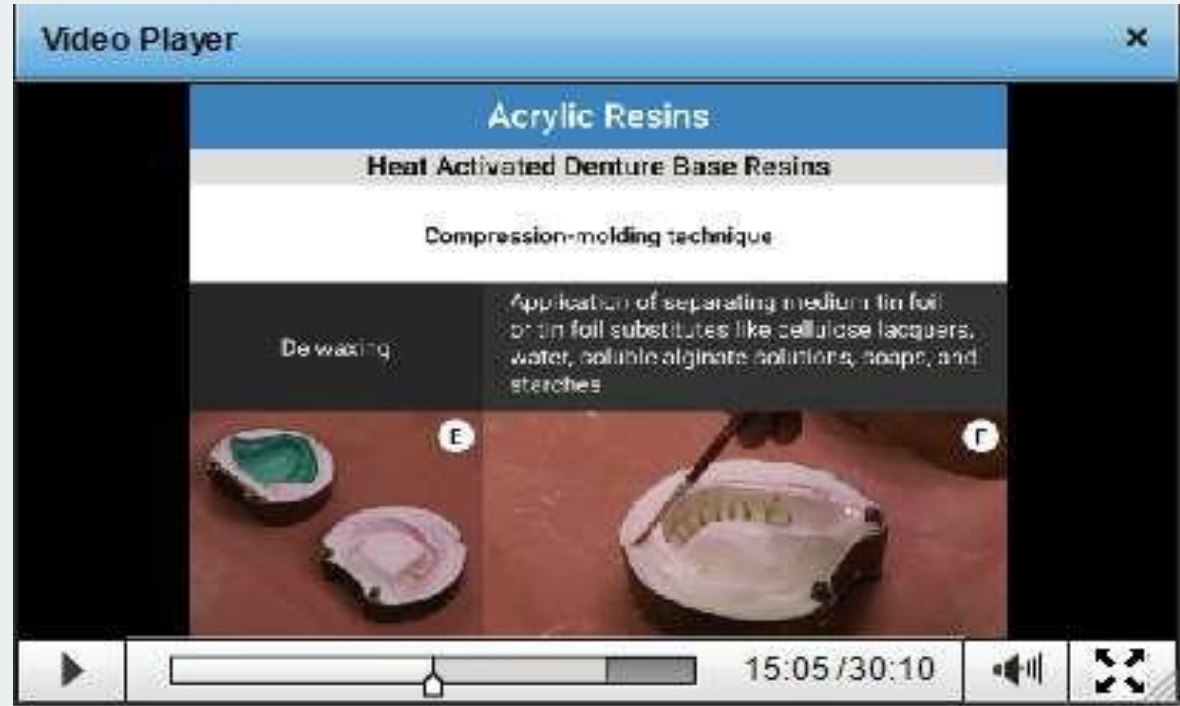 Video Player
Acrylic Resins
Heat Activated Denture Base Resins
Compression-molding technique
De waxing
Application of separating medium tin foil
or tin foil substitutes like cellulose lacquers,
water, soluble alginate solutions, soaps, and
starches
E
F
15:05/30:10